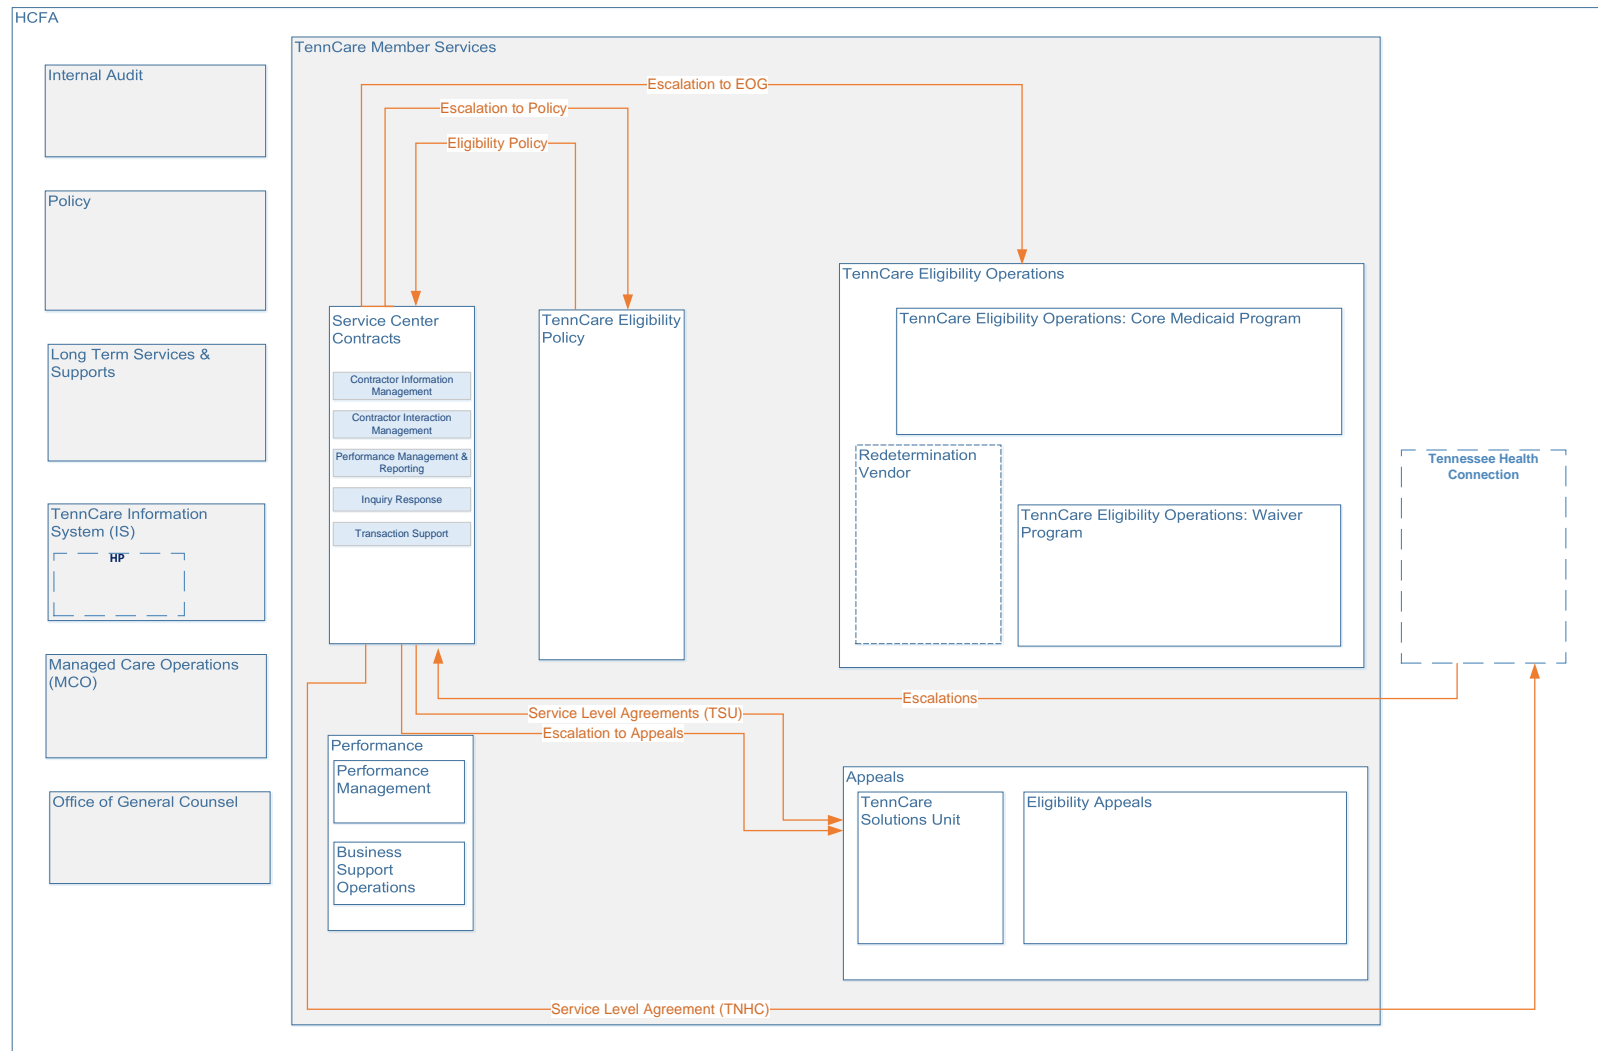 HCFA
TennCare Member Services
Internal Audit
Policy
Long Term Services &
Supports
TennCare Information
System (IS)
HP
Managed Care Operations
(MCO)
Office of General Counsel
Escalation to EOG
Escalation to Policy
Eligibility Policy
Service Center
Contracts
Contractor Information
Management
Contractor Interaction
Management
Performance Management &
Reporting
Inquiry Response
Transaction Support
TennCare Eligibility
Policy
TennCare Eligibility Operations
TennCare Eligibility Operations: Core Medicaid Program
Redetermination
Vendor
TennCare Eligibility Operations: Waiver
Program
Tennessee Health
Connection
Escalations
Service Level Agreements (TSU)
Escalation to Appeals
Performance
Performance
Management
Business
Support
Operations
Appeals
TennCare
Solutions Unit
Eligibility Appeals
Service Level Agreement (TNHC)